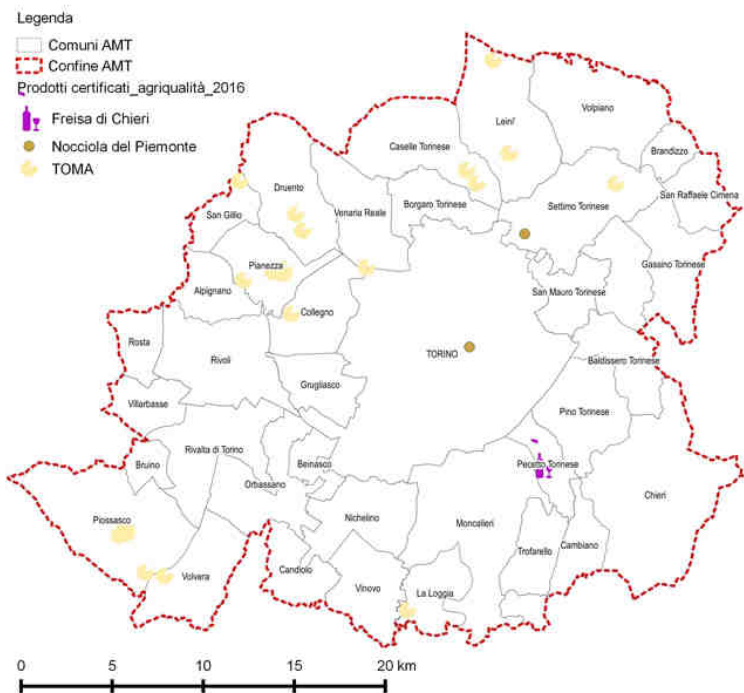 Legenda
Comuni AMT
Confine AMT
Prodotti certificati_agriqualità_2016
Freisa di Chieri
Nocciola del Piemonte
TOMA
Leini'
Volpiano
Caselle Torinese
Brandizzo
Druento
San Raffaele Cimena
Venaria Reale
Borgaro Torinese
Settimo Torinese
San Gillio
Pianezza
Gassino Torinese
Alpignano
San Mauro Torinese
Collegno
Rosta
Rivoli
TORINO
Baldissero Torinese
Grugliasco
Villarbasse
Pino Torinese
Rivalta di Torino
Bruino
Beinasco
Pecetto Torinese
Orbassano
Chieri
Piossasco
Nichelino
Moncalieri
Trofarello
Cambiano
Candiolo
Volvera
Vinovo
La Loggia
0 5 10 15 20 km